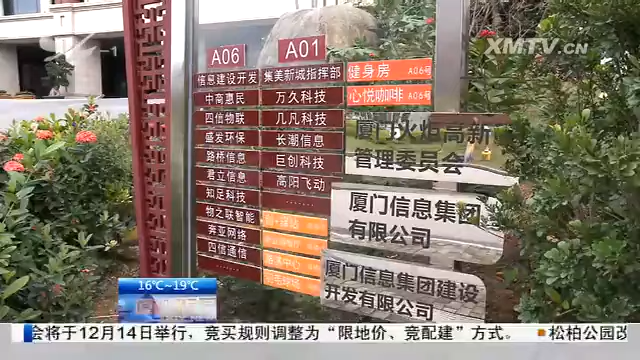 XMTV.CN
A06
信息建设开发
中南惠民
四信物联
盛发环保
路桥信息
君立信息
知足科技
物之联智能
奔亚网络
四信通信
A01
集美新城指挥部
万久科技
几凡科技
长潮信息
巨创科技
高阳飞动
健身房 A06号
心悦咖啡 A06号
厦门火炬高新
管理委员会
厦门信息集团
有限公司
厦门信息集团建设
开发有限公司
16℃~19℃
会将于12月14日举行，竞买规则调整为“限地价、竞配建”方式。 松柏公园改